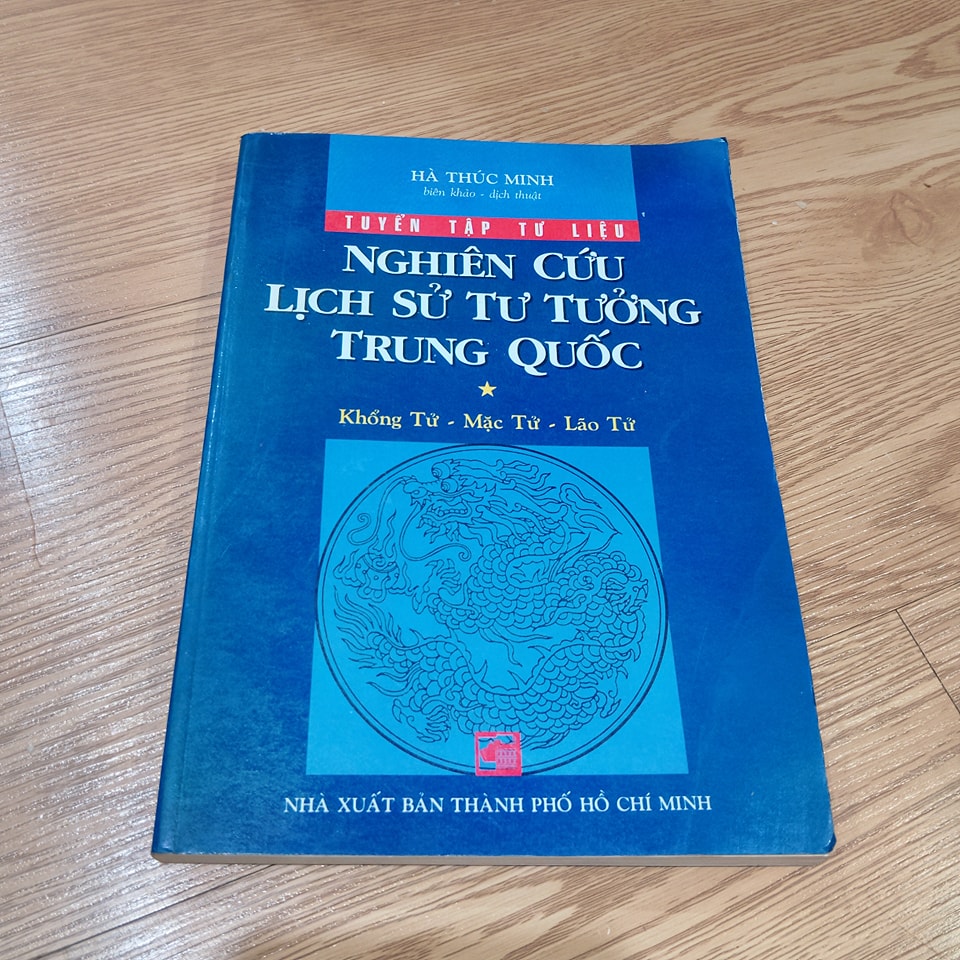 HÀ THÚC MINH
biên khảo - dịch thuật
TUYỂN TẬP TƯ LIỆU
NGHIÊN CỨU
LỊCH SỬ TƯ TƯỞNG
TRUNG QUỐC
Khổng Tử - Mặc Tử - Lão Tử
NHÀ XUẤT BẢN THÀNH PHỐ HỒ CHÍ MINH